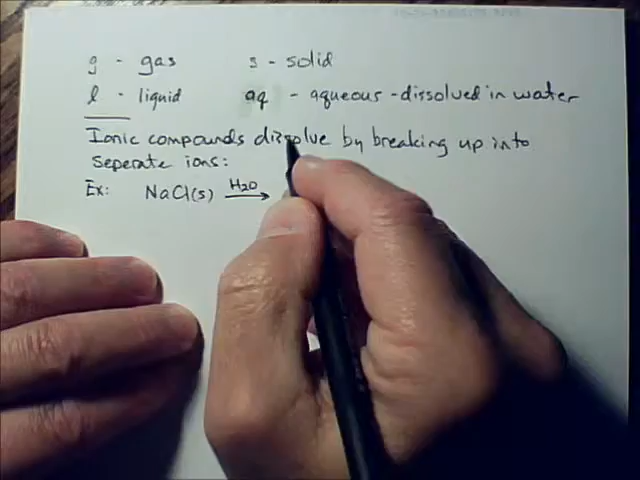 g - gas s - solid
l - liquid aq - aqueous - dissolved in water
Ionic compounds dissolve by breaking up into
seperate ions:
Ex: NaCl(s) H2O →